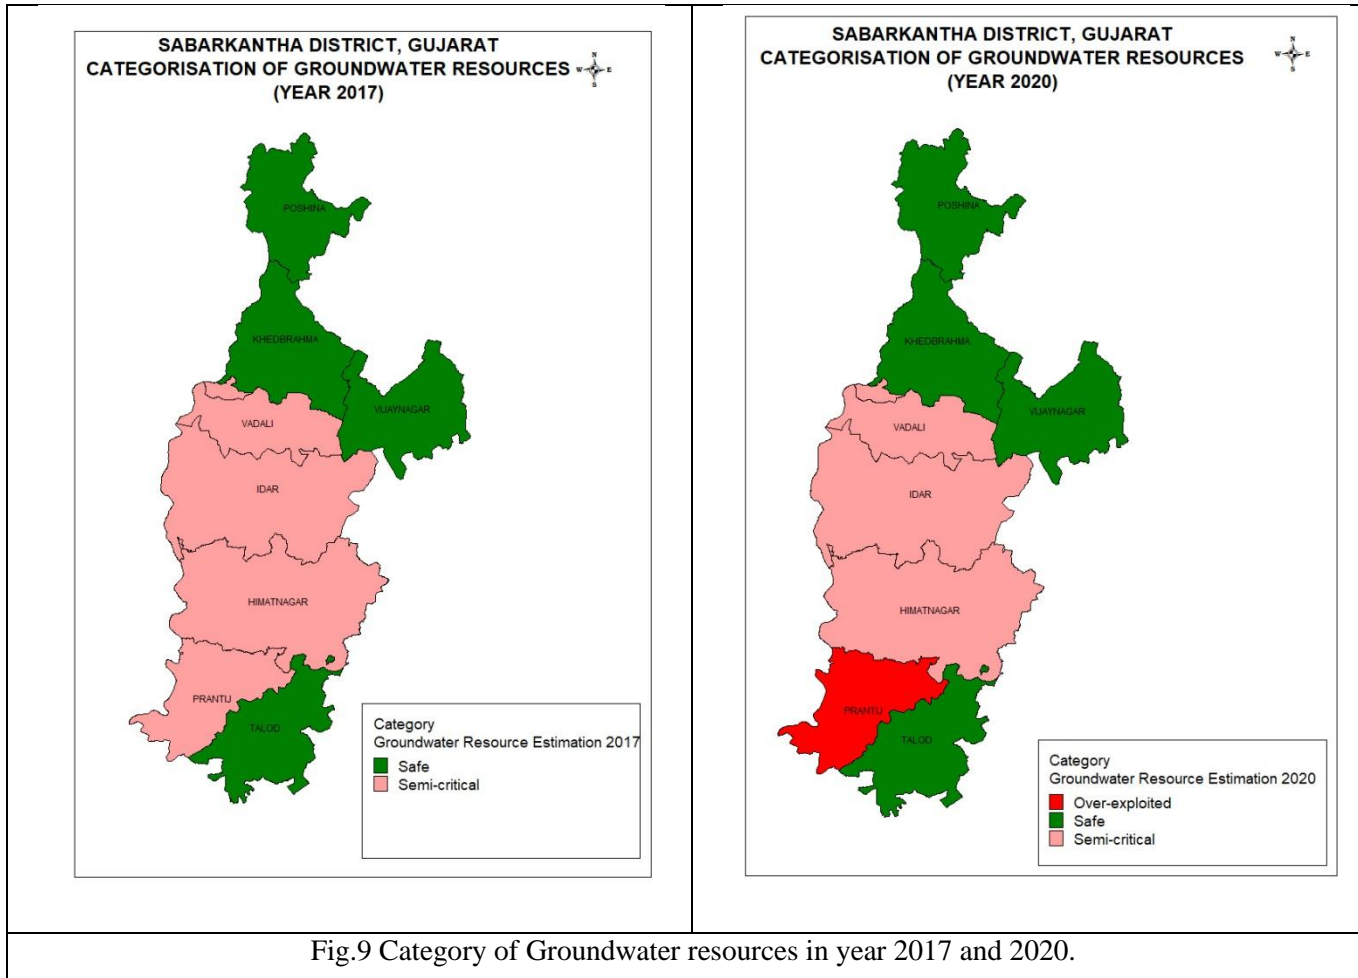 SABARKANTHA DISTRICT, GUJARAT
CATEGORISATION OF GROUNDWATER RESOURCES
(YEAR 2017)
N
W E
S
POSHINA
KHEDBRAHMA
VIJAYNAGAR
VADALI
IDAR
HIMATNAGAR
PRANTIJ
TALOD
Category
Groundwater Resource Estimation 2017
Safe
Semi-critical
SABARKANTHA DISTRICT, GUJARAT
CATEGORISATION OF GROUNDWATER RESOURCES
(YEAR 2020)
N
W E
S
POSHINA
KHEDBRAHMA
VIJAYNAGAR
VADALI
IDAR
HIMATNAGAR
PRANTIJ
TALOD
Category
Groundwater Resource Estimation 2020
Over-exploited
Safe
Semi-critical
Fig.9 Category of Groundwater resources in year 2017 and 2020.